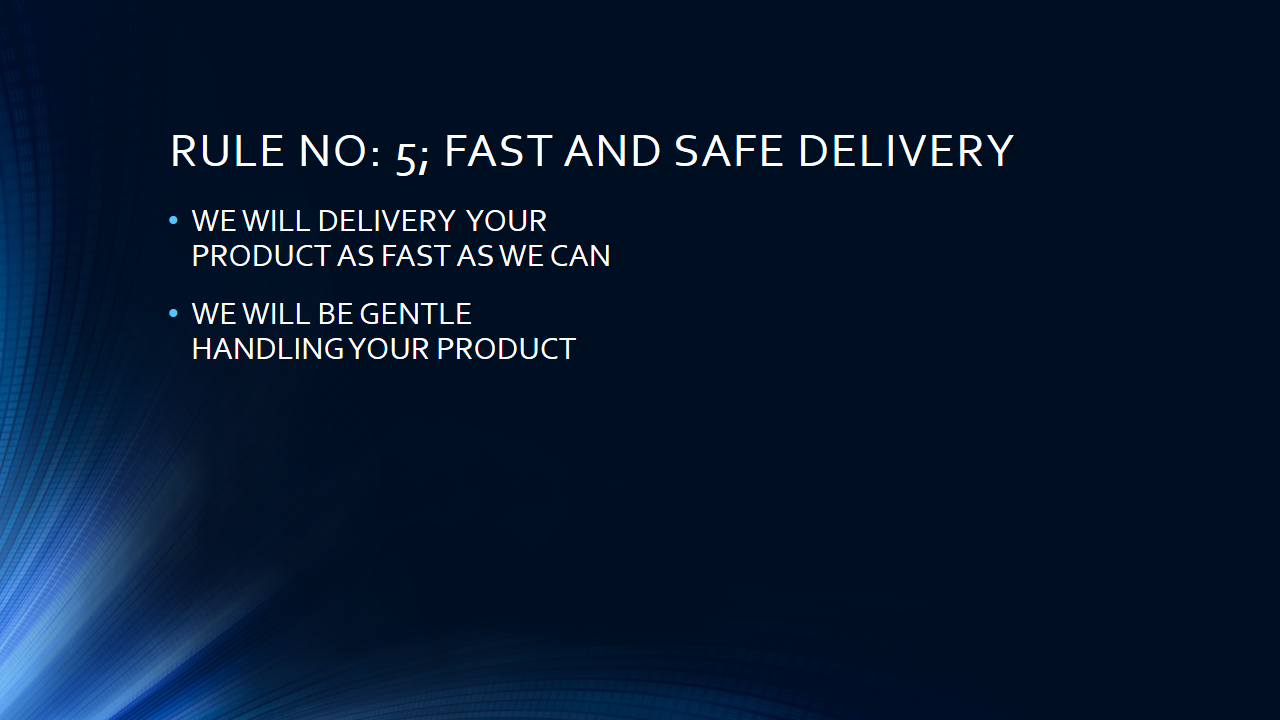 RULE NO: 5; FAST AND SAFE DELIVERY
• WE WILL DELIVERY YOUR
PRODUCT AS FAST AS WE CAN
• WE WILL BE GENTLE
HANDLING YOUR PRODUCT